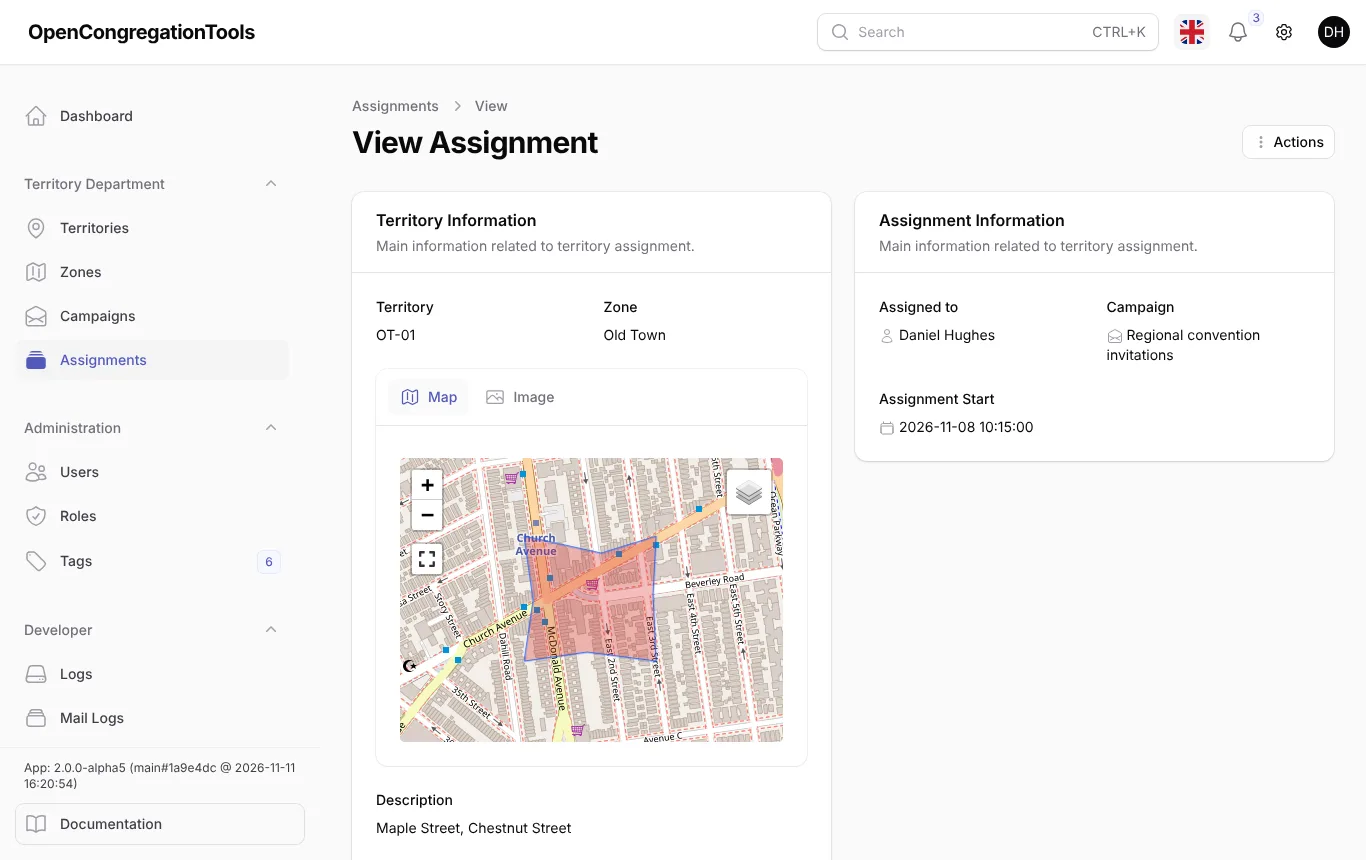 OpenCongregationTools
Search
CTRL+K
3
DH
Dashboard
Territory Department
Territories
Zones
Campaigns
Assignments
Administration
Users
Roles
Tags
6
Developer
Logs
Mail Logs
App: 2.0.0-alpha5 (main#1a9e4dc @ 2026-11-11
16:20:54)
Documentation
Assignments
View
View Assignment
Actions
Territory Information
Main information related to territory assignment.
Territory
Zone
OT-01
Old Town
Map
Image
+
−
Church
Avenue
5th Street
Ocean Parkway
Beverley Road
Story Street
Church Avenue
Dahill Road
McDonald Avenue
East 2nd Street
East 3rd Street
East 4th Street
East 5th Street
35th Street
Avenue C
Description
Maple Street, Chestnut Street
Assignment Information
Main information related to territory assignment.
Assigned to
Campaign
Daniel Hughes
Regional convention
invitations
Assignment Start
2026-11-08 10:15:00